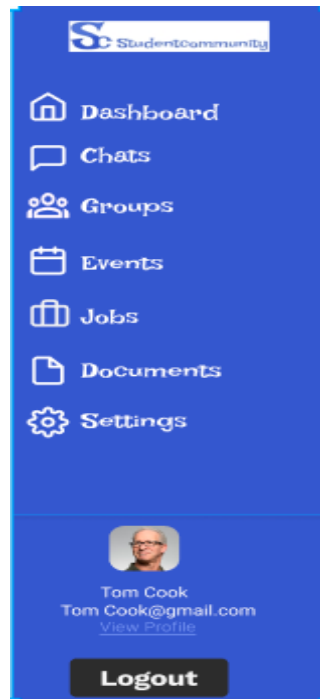 Sc Studentcommunity
Dashboard
Chats
Groups
Events
Jobs
Documents
Settings
Tom Cook
Tom Cook@gmail.com
View Profile
Logout